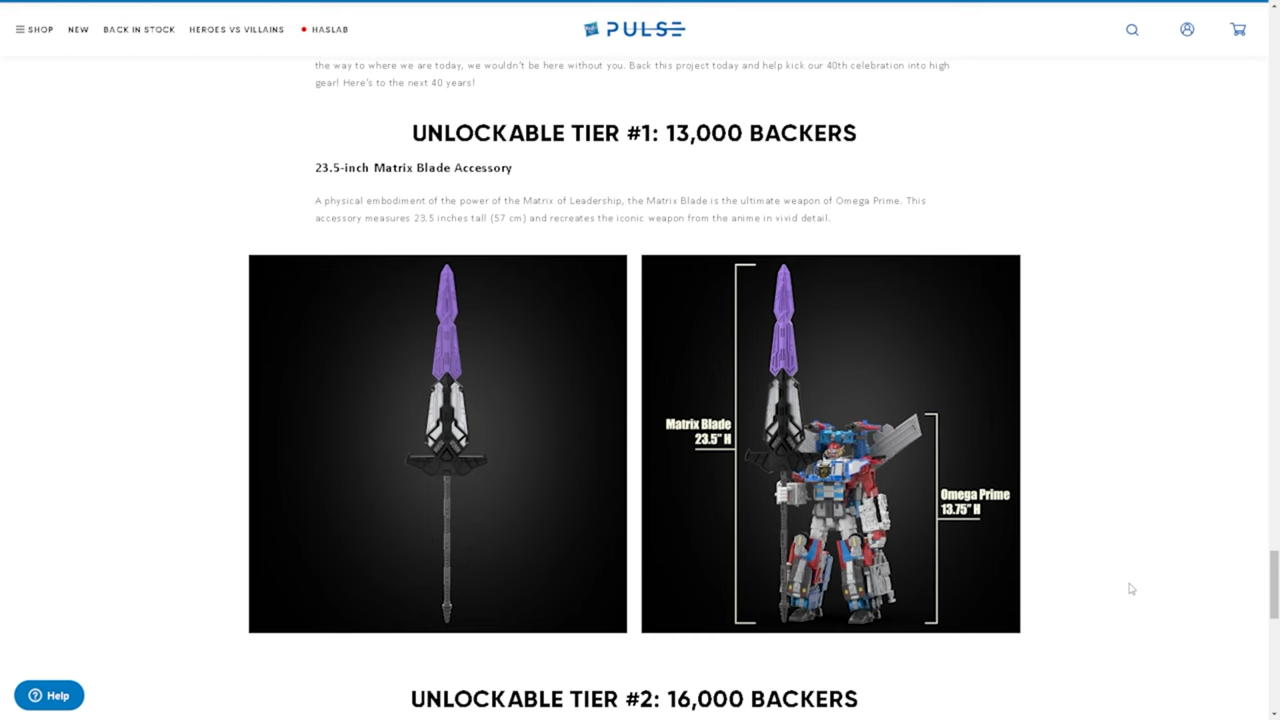 SHOP NEW BACK IN STOCK HEROES VS VILLAINS HASLAB PULSE
the way to where we are today, we wouldn't be here without you. Back this project today and help kick our 40th celebration into high
gear! Here's to the next 40 years!
UNLOCKABLE TIER #1: 13,000 BACKERS
23.5-inch Matrix Blade Accessory
A physical embodiment of the power of the Matrix of Leadership, the Matrix Blade is the ultimate weapon of Omega Prime. This
accessory measures 23.5 inches tall (57 cm) and recreates the iconic weapon from the anime in vivid detail.
Matrix Blade
23.5" H
Omega Prime
13.75" H
UNLOCKABLE TIER #2: 16,000 BACKERS
Help